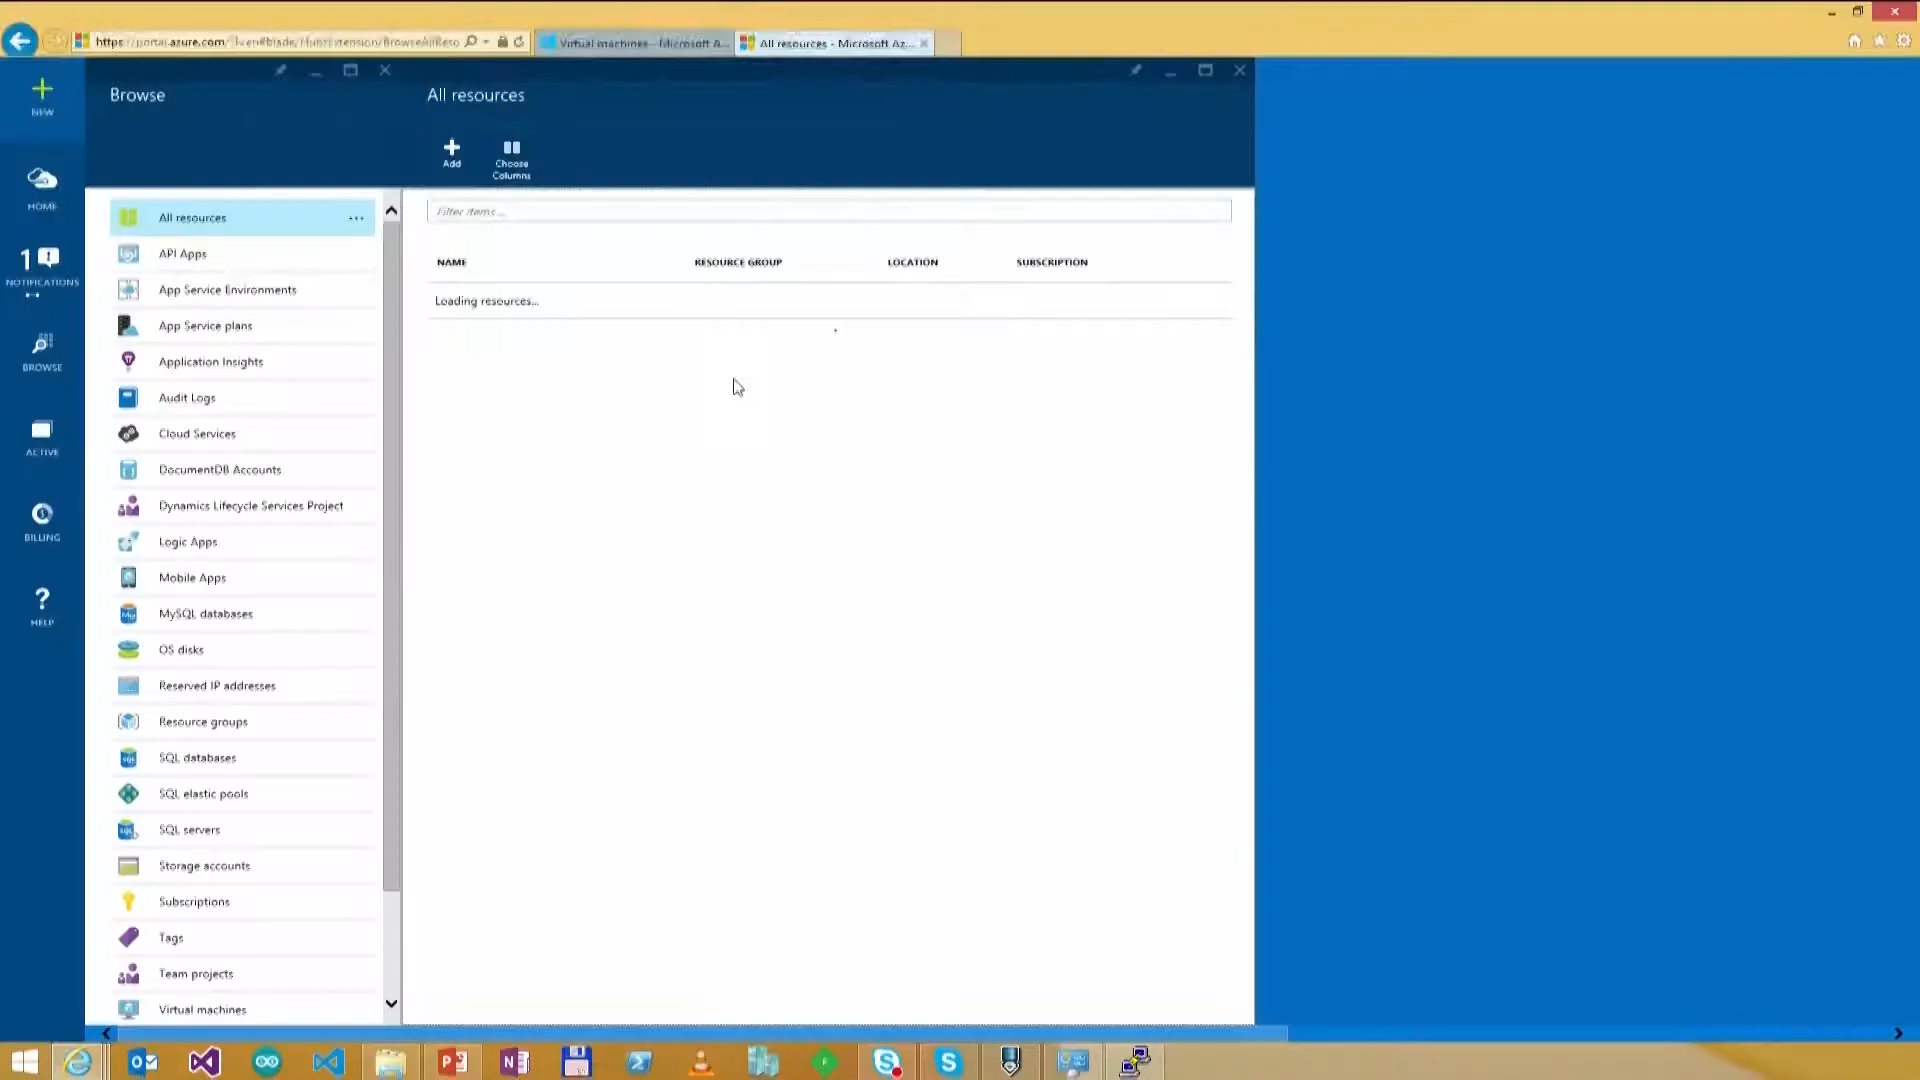 Virtual machines - Microsoft A...
All resources - Microsoft Az...
NEW
HOME
1
NOTIFICATIONS
BROWSE
ACTIVE
BILLING
HELP
Browse
All resources
API Apps
App Service Environments
App Service plans
Application Insights
Audit Logs
Cloud Services
DocumentDB Accounts
Dynamics Lifecycle Services Project
Logic Apps
Mobile Apps
MySQL databases
OS disks
Reserved IP addresses
Resource groups
SQL databases
SQL elastic pools
SQL servers
Storage accounts
Subscriptions
Tags
Team projects
Virtual machines
All resources
Add
Choose
Columns
Filter items ...
NAME RESOURCE GROUP LOCATION SUBSCRIPTION
Loading resources...